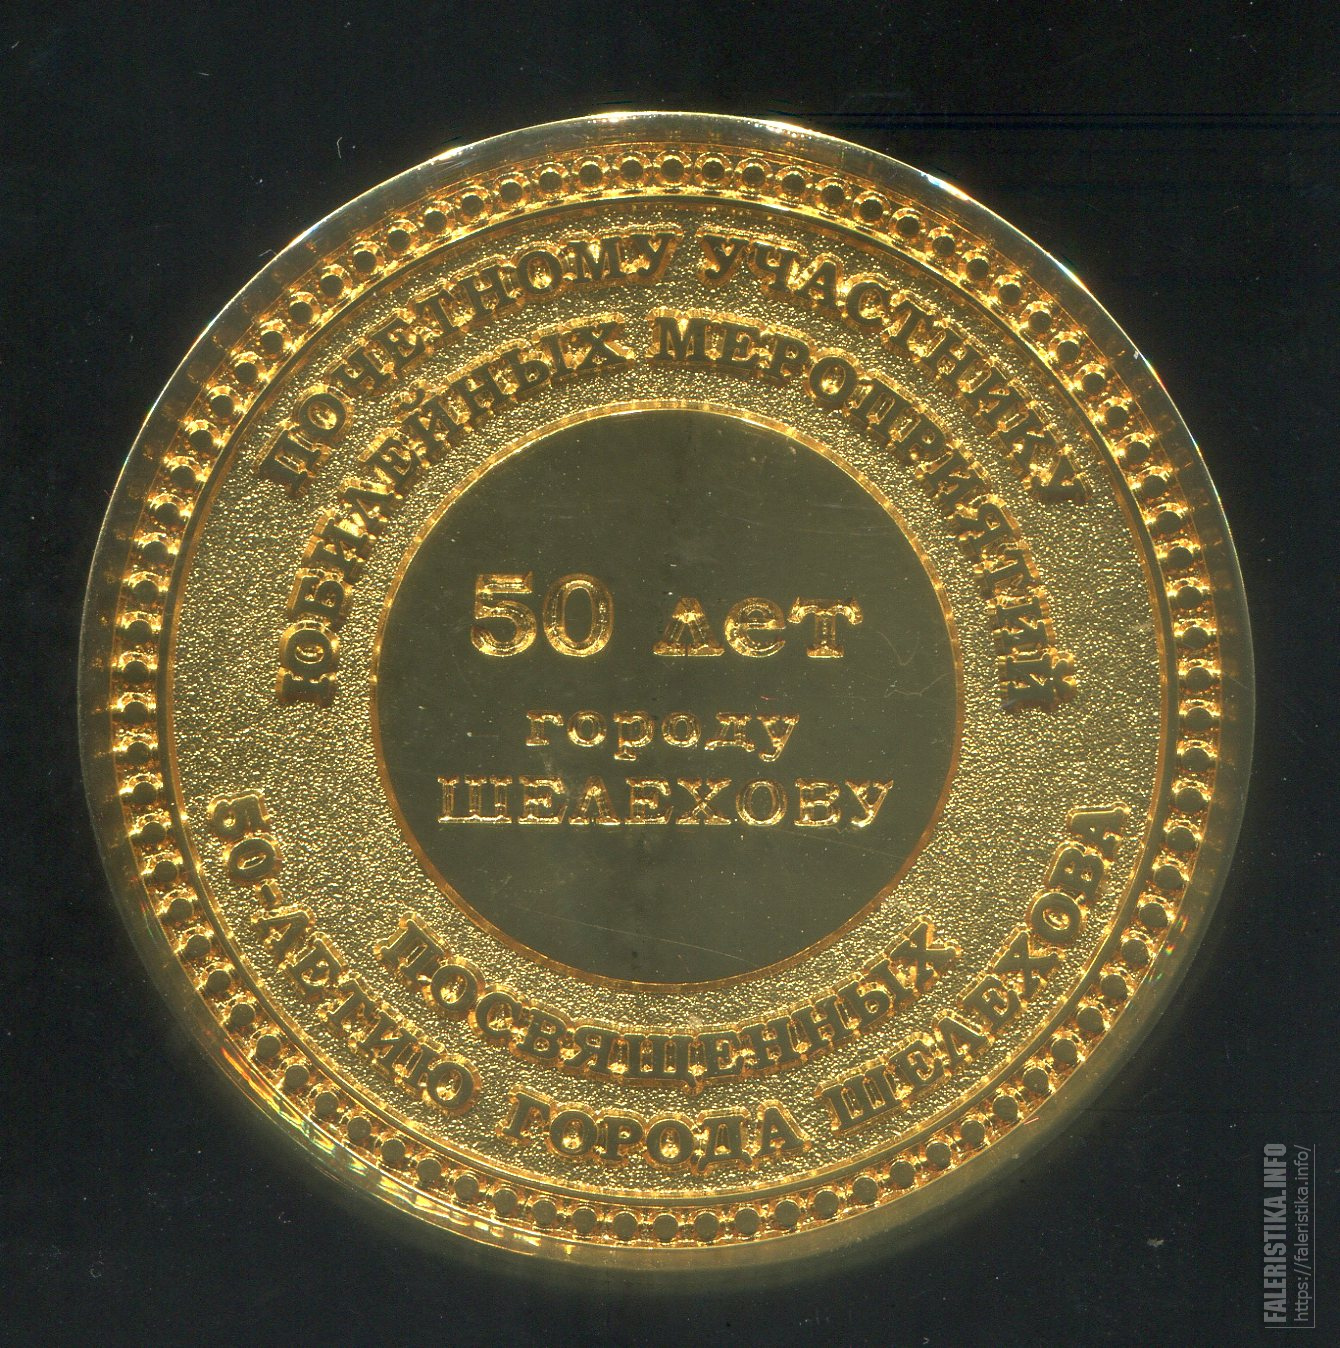 ПОЧЕТНОМУ УЧАСТНИКУ
ЮБИЛЕЙНЫХ МЕРОПРИЯТИЙ
50 лет
городу
ШЕЛЕХОВУ
ПОСВЯЩЕННЫХ
50-ЛЕТИЮ ГОРОДА ШЕЛЕХОВА
FALERISTIKA.INFO
https://faleristika.info/